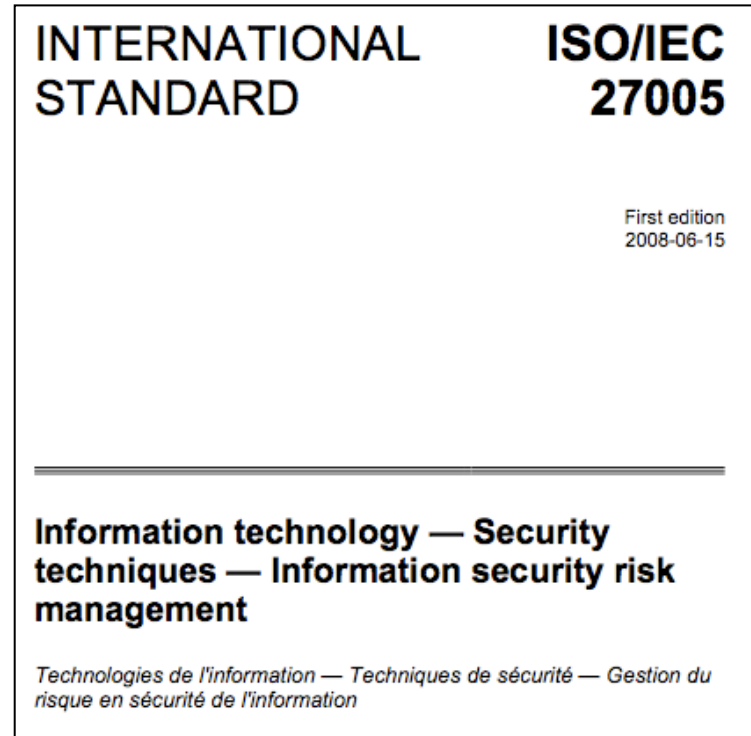 INTERNATIONAL STANDARD
ISO/IEC 27005
First edition
2008-06-15
Information technology — Security
techniques — Information security risk
management
Technologies de l'information — Techniques de sécurité — Gestion du
risque en sécurité de l'information